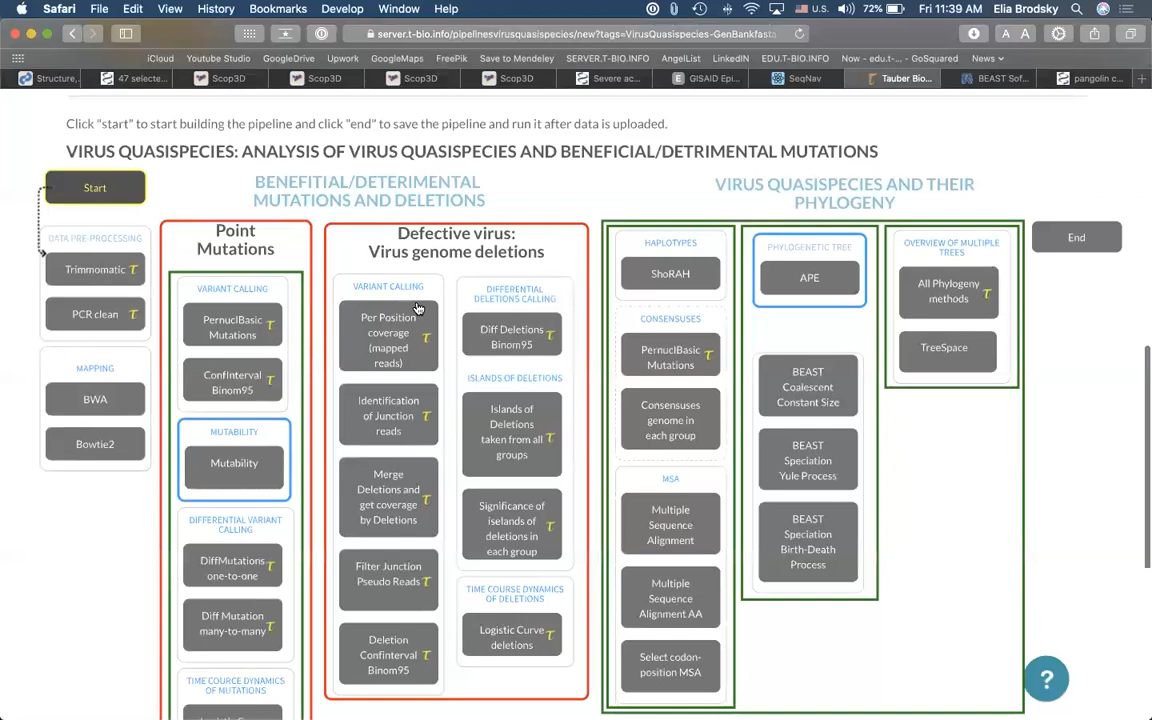 Safari File Edit View History Bookmarks Develop Window Help U.S. 72% Fri 11:39 AM Elia Brodsky
server.t-bio.info/pipelinesvirusquasispecies/new?tags=VirusQuasispecies-GenBankfasta A A
iCloud Youtube Studio GoogleDrive Upwork GoogleMaps FreePik Save to Mendeley SERVER.T-BIO.INFO AngelList LinkedIN EDU.T-BIO.INFO Now - edu.t-... - GoSquared News
Structure,... 47 selecte... Scop3D Scop3D Scop3D Scop3D Severe ac... GISAID Epi... SeqNav Tauber Bio... BEAST Sof... pangolin c...
Click "start" to start building the pipeline and click "end" to save the pipeline and run it after data is uploaded.
VIRUS QUASISPECIES: ANALYSIS OF VIRUS QUASISPECIES AND BENEFICIAL/DETRIMENTAL MUTATIONS
Start
DATA PRE-PROCESSING
Trimmomatic T
PCR clean T
MAPPING
BWA
Bowtie2
BENEFITIAL/DETERIMENTAL
MUTATIONS AND DELETIONS
Point
Mutations
VARIANT CALLING
PernuclBasic
Mutations T
ConfInterval
Binom95 T
MUTABILITY
Mutability
DIFFERENTIAL VARIANT
CALLING
DiffMutations
one-to-one T
Diff Mutation
many-to-many T
TIME COURCE DYNAMICS
OF MUTATIONS
Defective virus:
Virus genome deletions
VARIANT CALLING
Per Position
coverage
(mapped
reads) T
Identification
of Junction
reads T
Merge
Deletions and
get coverage
by Deletions T
Filter Junction
Pseudo Reads T
Deletion
Confinterval
Binom95 T
DIFFERENTIAL
DELETIONS CALLING
Diff Deletions
Binom95 T
ISLANDS OF DELETIONS
Islands of
Deletions
taken from all
groups T
Significance of
iselands of
deletions in
each group T
TIME COURSE DYNAMICS
OF DELETIONS
Logistic Curve
deletions T
VIRUS QUASISPECIES AND THEIR
PHYLOGENY
HAPLOTYPES
ShoRAH
CONSENSUSES
PernuclBasic
Mutations T
Consensuses
genome in
each group
MSA
Multiple
Sequence
Alignment
Multiple
Sequence
Alignment AA
Select codon-
position MSA
PHYLOGENETIC TREE
APE
BEAST
Coalescent
Constant Size
BEAST
Speciation
Yule Process
BEAST
Speciation
Birth-Death
Process
OVERVIEW OF MULTIPLE
TREES
All Phylogeny
methods T
TreeSpace
End
?